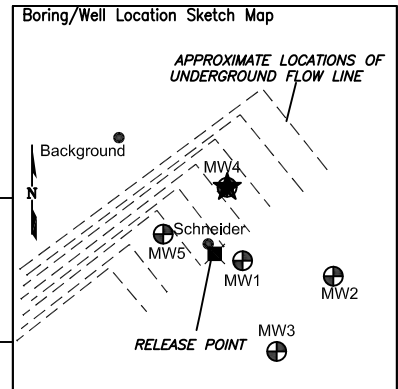 Boring/Well Location Sketch Map
APPROXIMATE LOCATIONS OF
UNDERGROUND FLOW LINE
Background
MW4
N
Schneider
MW5
MW1
MW2
MW3
RELEASE POINT